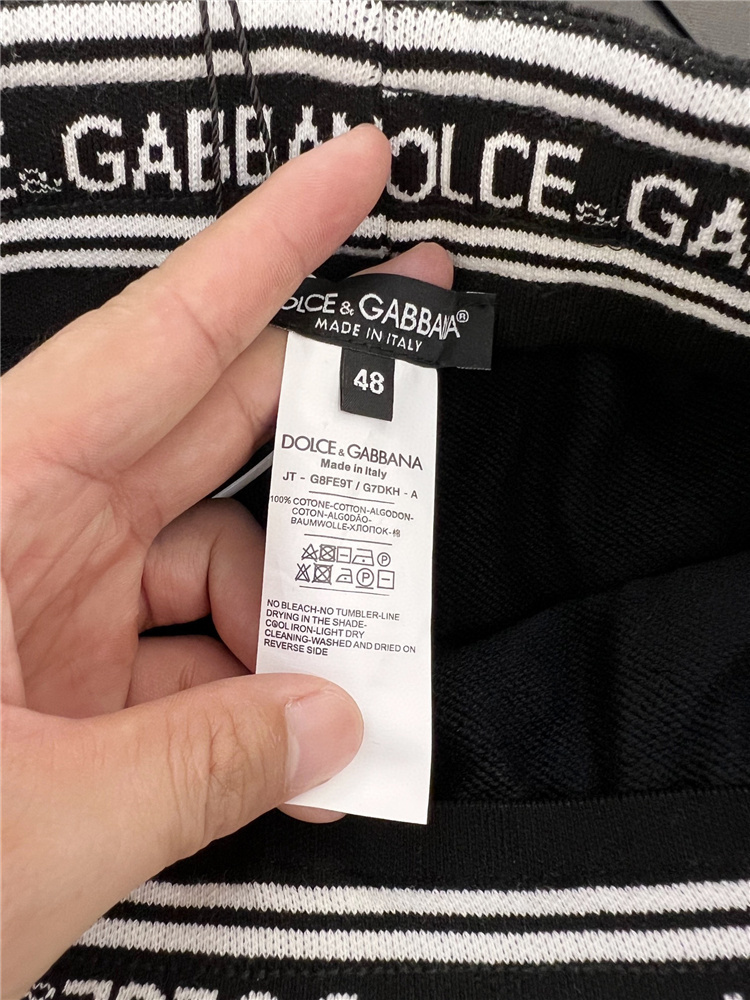 GABBANA
DOLCE & GA
DOLCE & GABBANA®
MADE IN ITALY
48
DOLCE & GABBANA
Made in Italy
JT - G8FE9T / G7DKH - A
100% COTONE-COTTON-ALGODON-
COTON-ALGODÃO-
BAUMWOLLE-ХЛОПОК-棉
NO BLEACH-NO TUMBLER-LINE
DRYING IN THE SHADE-
COOL IRON-LIGHT DRY
CLEANING-WASHED AND DRIED ON
REVERSE SIDE